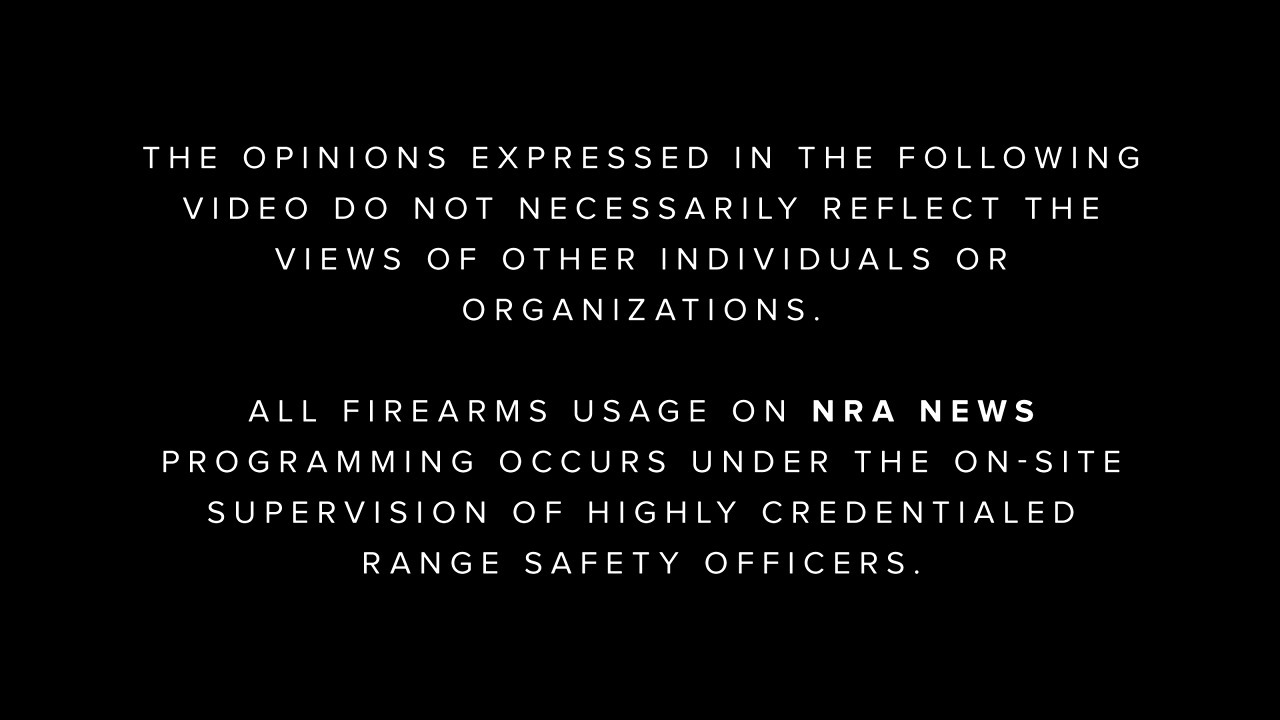 THE OPINIONS EXPRESSED IN THE FOLLOWING
VIDEO DO NOT NECESSARILY REFLECT THE
VIEWS OF OTHER INDIVIDUALS OR
ORGANIZATIONS.
ALL FIREARMS USAGE ON NRA NEWS
PROGRAMMING OCCURS UNDER THE ON-SITE
SUPERVISION OF HIGHLY CREDENTIALED
RANGE SAFETY OFFICERS.